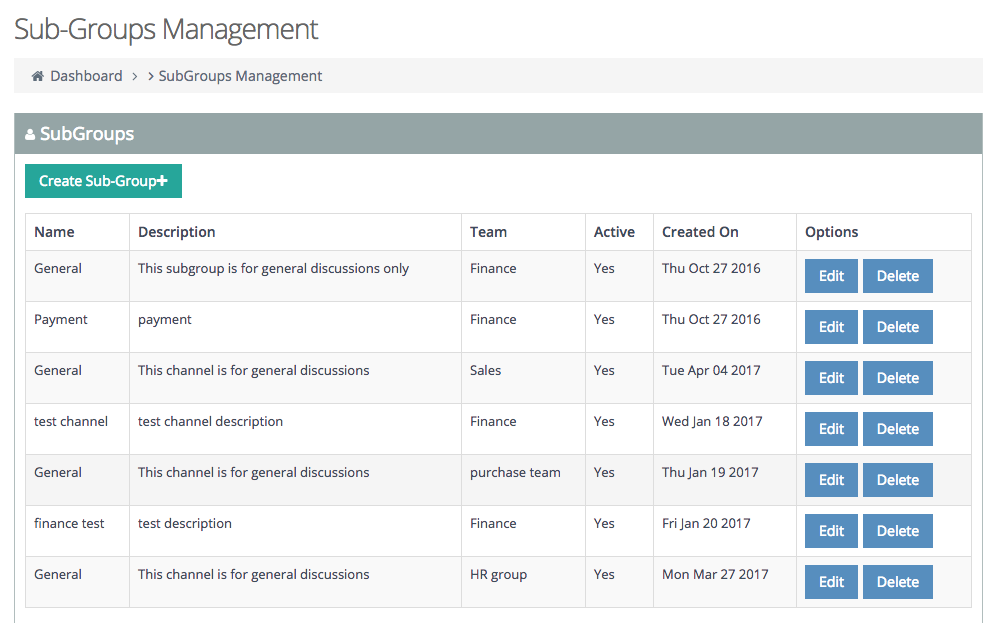 Sub-Groups Management
Dashboard > > SubGroups Management
SubGroups
Create Sub-Group+
Name Description Team Active Created On Options
General This subgroup is for general discussions only Finance Yes Thu Oct 27 2016 Edit Delete
Payment payment Finance Yes Thu Oct 27 2016 Edit Delete
General This channel is for general discussions Sales Yes Tue Apr 04 2017 Edit Delete
test channel test channel description Finance Yes Wed Jan 18 2017 Edit Delete
General This channel is for general discussions purchase team Yes Thu Jan 19 2017 Edit Delete
finance test test description Finance Yes Fri Jan 20 2017 Edit Delete
General This channel is for general discussions HR group Yes Mon Mar 27 2017 Edit Delete